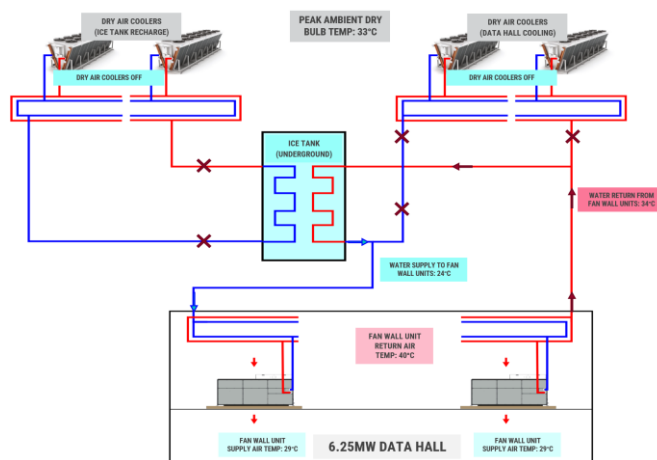 DRY AIR COOLERS
(ICE TANK RECHARGE)
PEAK AMBIENT DRY
BULB TEMP: 33°C
DRY AIR COOLERS
(DATA HALL COOLING)
DRY AIR COOLERS OFF
DRY AIR COOLERS OFF
ICE TANK
(UNDERGROUND)
WATER RETURN FROM
FAN WALL UNITS: 34°C
WATER SUPPLY TO FAN
WALL UNITS: 24°C
FAN WALL UNIT
RETURN AIR
TEMP: 40°C
FAN WALL UNIT
SUPPLY AIR TEMP: 29°C
6.25MW DATA HALL
FAN WALL UNIT
SUPPLY AIR TEMP: 29°C